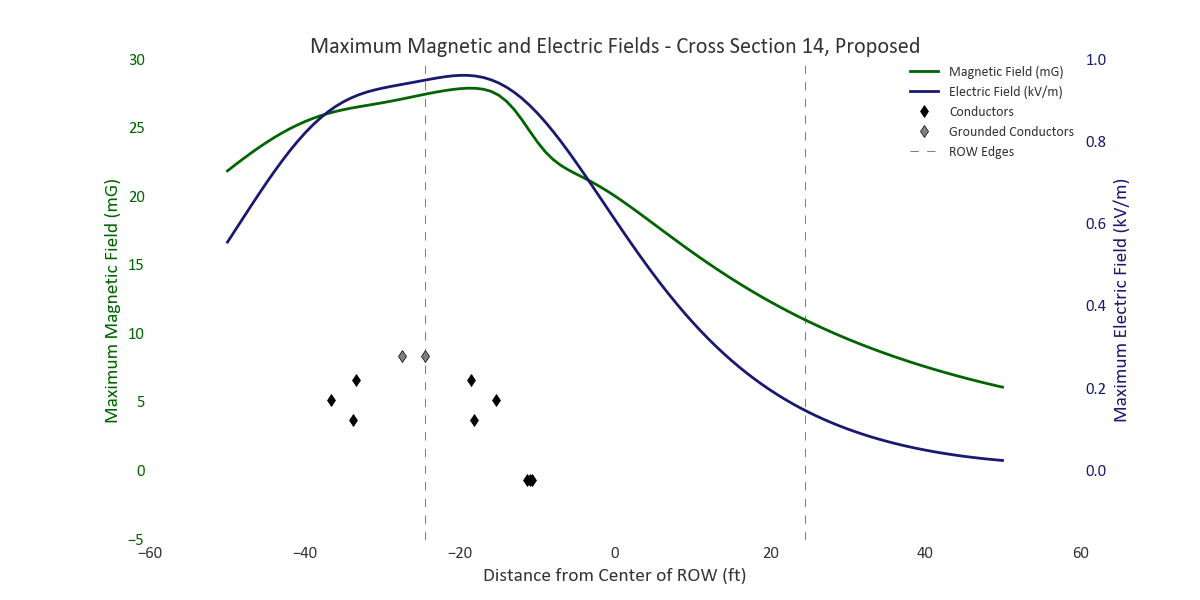 Maximum Magnetic and Electric Fields - Cross Section 14, Proposed
Magnetic Field (mG)
Electric Field (kV/m)
Conductors
Grounded Conductors
ROW Edges
Maximum Magnetic Field (mG)
30
25
20
15
10
5
0
−5
Maximum Electric Field (kV/m)
1.0
0.8
0.6
0.4
0.2
0.0
−60
−40
−20
0
20
40
60
Distance from Center of ROW (ft)